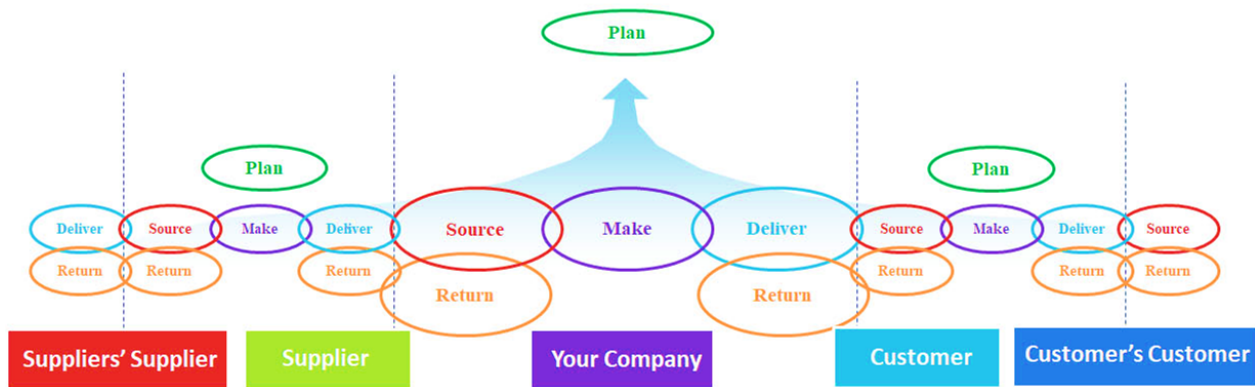 Plan
Plan
Plan
Deliver Source Make Deliver Source Make Deliver Source Make Deliver Source
Return Return Return Return Return Return Return Return
Suppliers' Supplier Supplier Your Company Customer Customer's Customer